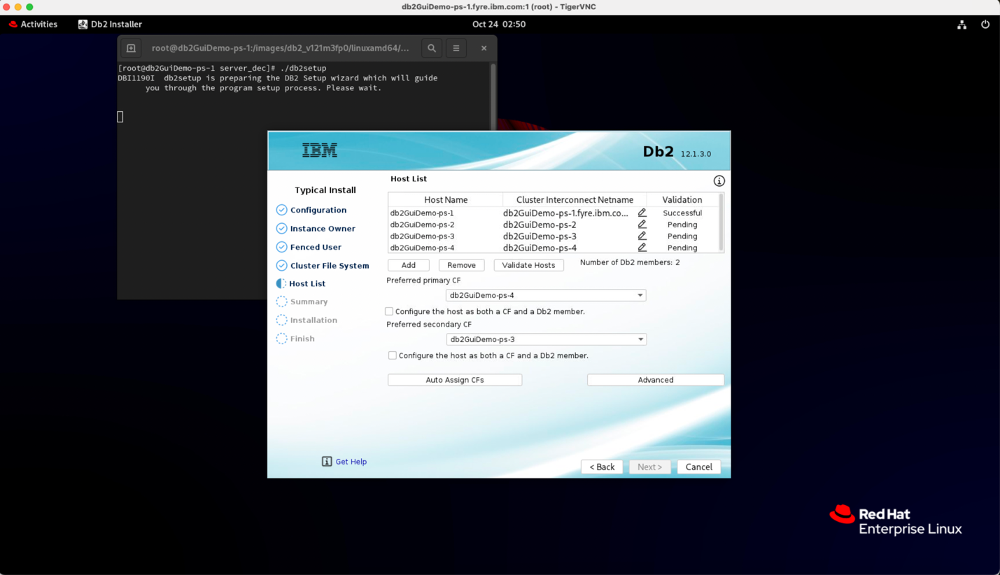 db2GuiDemo-ps-1.fyre.ibm.com:1 (root) - TigerVNC
Activities Db2 Installer Oct 24 02:50
root@db2GuiDemo-ps-1:/images/db2_v121m3fp0/linuxamd64/...
[root@db2GuiDemo-ps-1 server_dec]# ./db2setup
DBI1190I db2setup is preparing the DB2 Setup wizard which will guide
you through the program setup process. Please wait.
IBM
Db2 12.1.3.0
Typical Install
Configuration
Instance Owner
Fenced User
Cluster File System
Host List
Summary
Installation
Finish
Host List
Host Name Cluster Interconnect Netname Validation
db2GuiDemo-ps-1 db2GuiDemo-ps-1.fyre.ibm.co... Successful
db2GuiDemo-ps-2 db2GuiDemo-ps-2 Pending
db2GuiDemo-ps-3 db2GuiDemo-ps-3 Pending
db2GuiDemo-ps-4 db2GuiDemo-ps-4 Pending
Add Remove Validate Hosts Number of Db2 members: 2
Preferred primary CF
db2GuiDemo-ps-4
Configure the host as both a CF and a Db2 member.
Preferred secondary CF
db2GuiDemo-ps-3
Configure the host as both a CF and a Db2 member.
Auto Assign CFs Advanced
Get Help
< Back Next > Cancel
Red Hat
Enterprise Linux